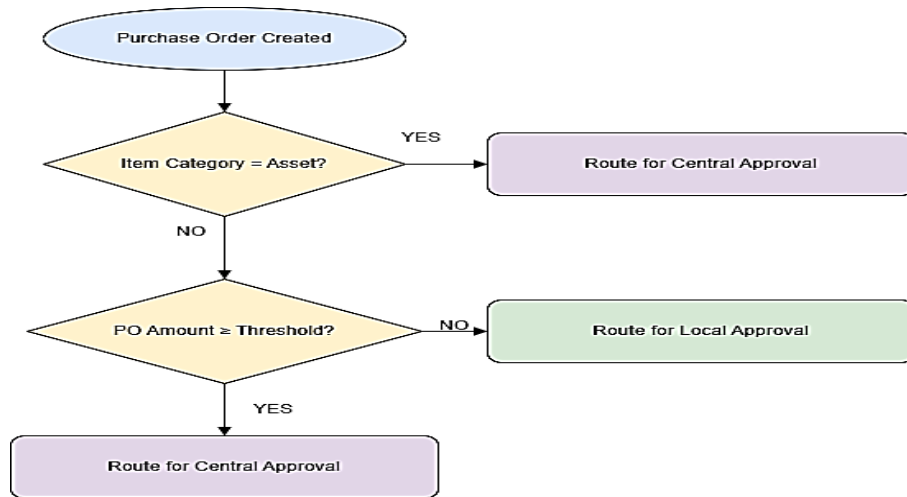 Purchase Order Created
YES
Item Category = Asset?
Route for Central Approval
NO
PO Amount ≥ Threshold?
NO
Route for Local Approval
YES
Route for Central Approval